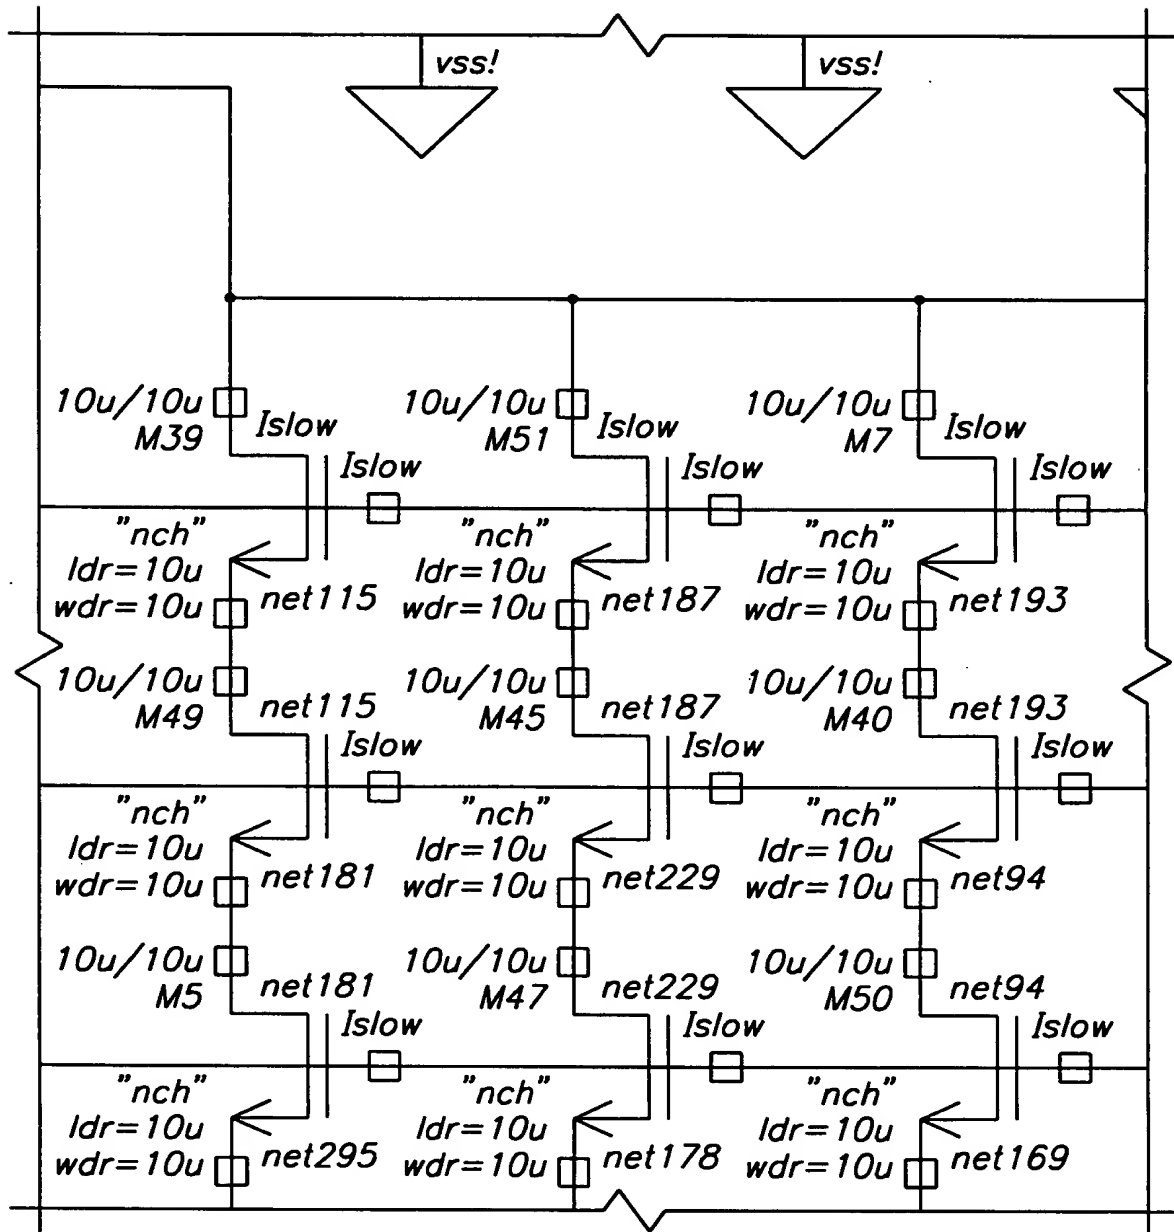 vss!
vss!
10u/10u
M39
Islow
Islow
"nch"
ldr=10u
wdr=10u
net115
10u/10u
M51
Islow
Islow
"nch"
ldr=10u
wdr=10u
net187
10u/10u
M7
Islow
Islow
"nch"
ldr=10u
wdr=10u
net193
10u/10u
M49
net115
Islow
"nch"
ldr=10u
wdr=10u
net181
10u/10u
M45
net187
Islow
"nch"
ldr=10u
wdr=10u
net229
10u/10u
M40
net193
Islow
"nch"
ldr=10u
wdr=10u
net94
10u/10u
M5
net181
Islow
"nch"
ldr=10u
wdr=10u
net295
10u/10u
M47
net229
Islow
"nch"
ldr=10u
wdr=10u
net178
10u/10u
M50
net94
Islow
"nch"
ldr=10u
wdr=10u
net169